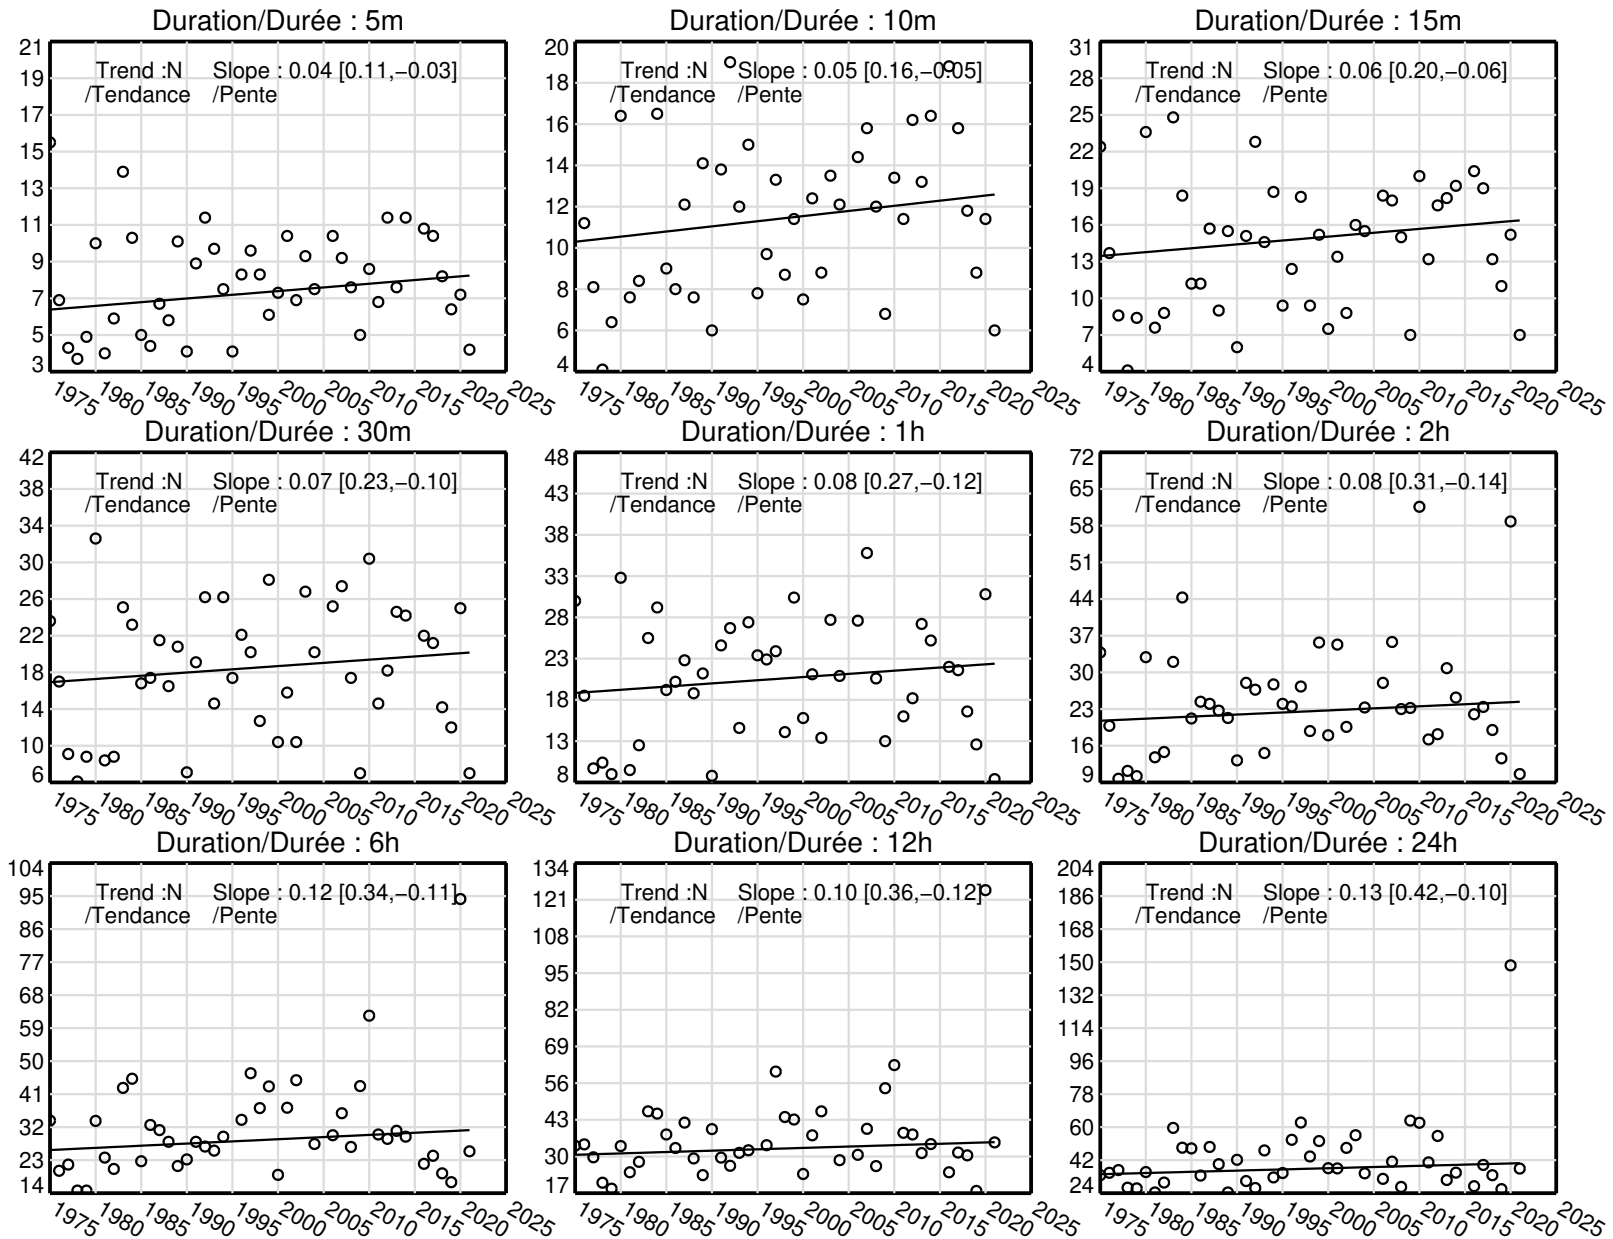 Duration/Durée : 5m
21
19
17
15
13
11
9
7
5
3
Trend :N Slope : 0.04 [0.11,−0.03]
/Tendance /Pente
1975 1980 1985 1990 1995 2000 2005 2010 2015 2020 2025
Duration/Durée : 10m
20
18
16
14
12
10
8
6
4
Trend :N Slope : 0.05 [0.16,−0.05]
/Tendance /Pente
1975 1980 1985 1990 1995 2000 2005 2010 2015 2020 2025
Duration/Durée : 15m
31
28
25
22
19
16
13
10
7
4
Trend :N Slope : 0.06 [0.20,−0.06]
/Tendance /Pente
1975 1980 1985 1990 1995 2000 2005 2010 2015 2020 2025
Duration/Durée : 30m
42
38
34
30
26
22
18
14
10
6
Trend :N Slope : 0.07 [0.23,−0.10]
/Tendance /Pente
1975 1980 1985 1990 1995 2000 2005 2010 2015 2020 2025
Duration/Durée : 1h
48
43
38
33
28
23
18
13
8
Trend :N Slope : 0.08 [0.27,−0.12]
/Tendance /Pente
1975 1980 1985 1990 1995 2000 2005 2010 2015 2020 2025
Duration/Durée : 2h
72
65
58
51
44
37
30
23
16
9
Trend :N Slope : 0.08 [0.31,−0.14]
/Tendance /Pente
1975 1980 1985 1990 1995 2000 2005 2010 2015 2020 2025
Duration/Durée : 6h
104
95
86
77
68
59
50
41
32
23
14
Trend :N Slope : 0.12 [0.34,−0.11]
/Tendance /Pente
1975 1980 1985 1990 1995 2000 2005 2010 2015 2020 2025
Duration/Durée : 12h
134
121
108
95
82
69
56
43
30
17
Trend :N Slope : 0.10 [0.36,−0.12]
/Tendance /Pente
1975 1980 1985 1990 1995 2000 2005 2010 2015 2020 2025
Duration/Durée : 24h
204
186
168
150
132
114
96
78
60
42
24
Trend :N Slope : 0.13 [0.42,−0.10]
/Tendance /Pente
1975 1980 1985 1990 1995 2000 2005 2010 2015 2020 2025